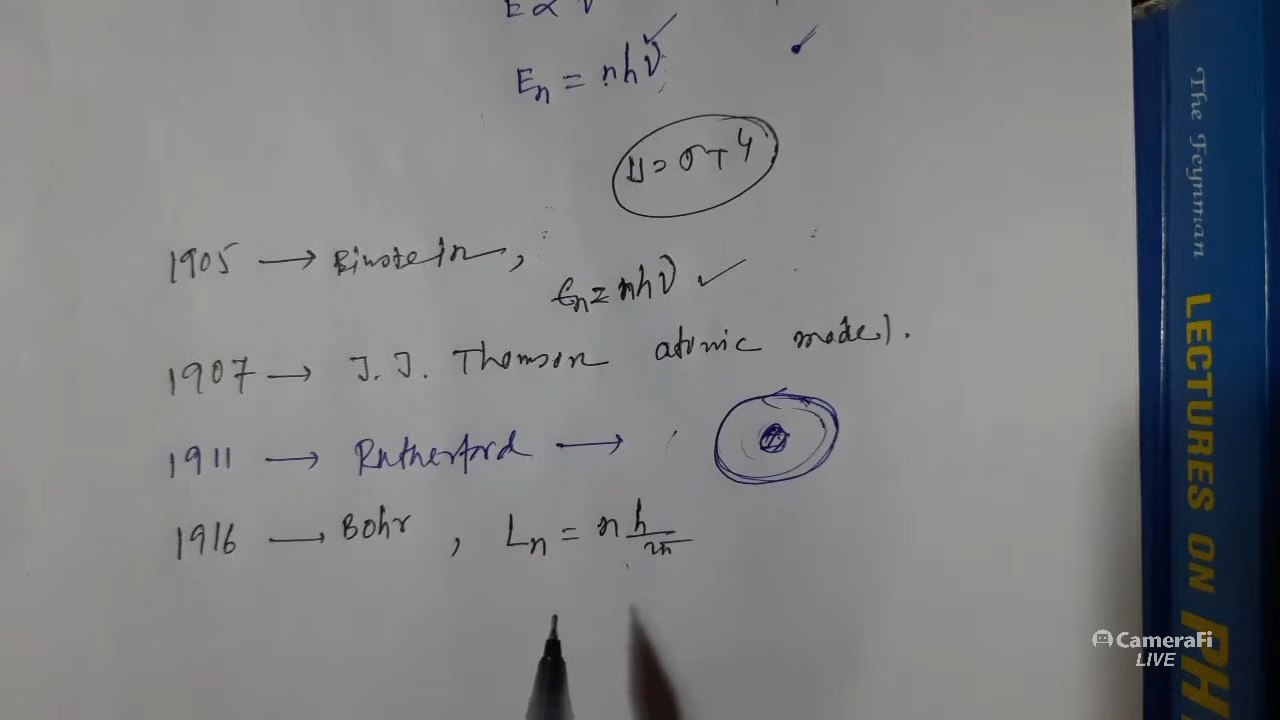 E ∝ ν
Eₙ = nhν
U = σT⁴
1905 → Einstein,
Eₙ = nhν ✓
1907 → J.J. Thomson atomic model.
1911 → Rutherford →
1916 → Bohr, Lₙ = n h/2π
The Feynman
LECTURES ON PH
CameraFi
LIVE